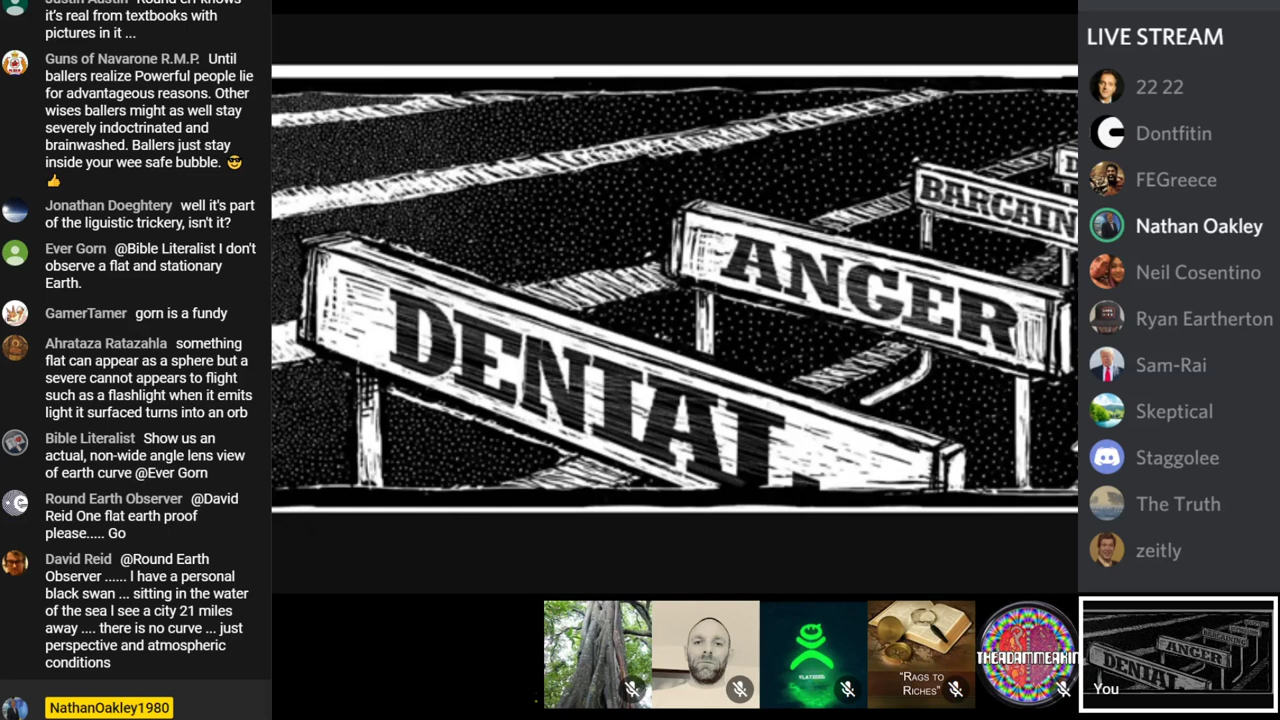 it's real from textbooks with
pictures in it ...
Guns of Navarone R.M.P. Until
ballers realize Powerful people lie
for advantageous reasons. Other
wises ballers might as well stay
severely indoctrinated and
brainwashed. Ballers just stay
inside your wee safe bubble. 😎
👍
Jonathan Doeghtery well it's part
of the liguistic trickery, isn't it?
Ever Gorn @Bible Literalist I don't
observe a flat and stationary
Earth.
GamerTamer gorn is a fundy
Ahrataza Ratazahla something
flat can appear as a sphere but a
severe cannot appears to flight
such as a flashlight when it emits
light it surfaced turns into an orb
Bible Literalist Show us an
actual, non-wide angle lens view
of earth curve @Ever Gorn
Round Earth Observer @David
Reid One flat earth proof
please..... Go
David Reid @Round Earth
Observer ...... I have a personal
black swan ... sitting in the water
of the sea I see a city 21 miles
away .... there is no curve ... just
perspective and atmospheric
conditions
NathanOakley1980
DENIAL
ANGER
BARGAIN
LIVE STREAM
22 22
Dontfitin
FEGreece
Nathan Oakley
Neil Cosentino
Ryan Eartherton
Sam-Rai
Skeptical
Staggolee
The Truth
zeitly
"RAGS TO
RICHES"
THEADAMMEAKIN
ANGER
DENIAL
You